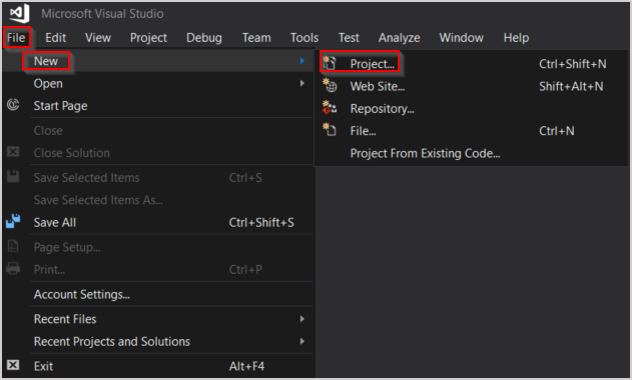 Microsoft Visual Studio
File Edit View Project Debug Team Tools Test Analyze Window Help
New
Open
Start Page
Close
Close Solution
Save Selected Items Ctrl+S
Save Selected Items As...
Save All Ctrl+Shift+S
Page Setup...
Print... Ctrl+P
Account Settings...
Recent Files
Recent Projects and Solutions
Exit Alt+F4
Project... Ctrl+Shift+N
Web Site... Shift+Alt+N
Repository...
File... Ctrl+N
Project From Existing Code...